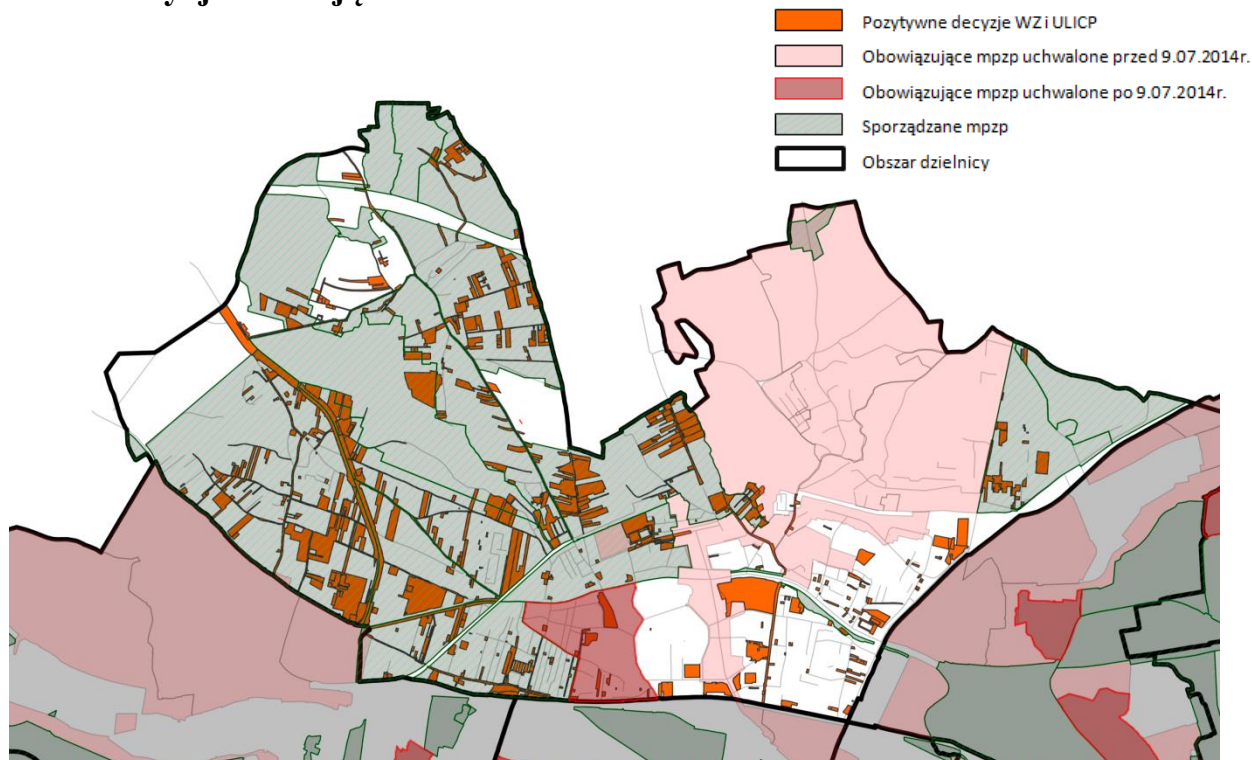 Pozytywne decyzje WZ i ULICP
Obowiązujące mpzp uchwalone przed 9.07.2014r.
Obowiązujące mpzp uchwalone po 9.07.2014r.
Sporządzane mpzp
Obszar dzielnicy